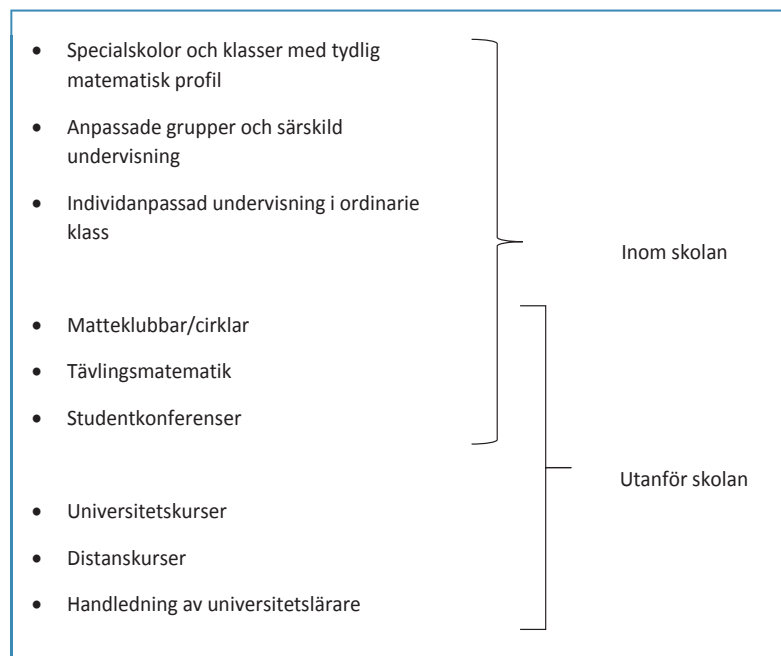 • Specialskolor och klasser med tydlig
matematisk profil
• Anpassade grupper och särskild
undervisning
• Individanpassad undervisning i ordinarie
klass
Inom skolan
• Matteklubbar/cirklar
• Tävlingsmatematik
• Studentkonferenser
Utanför skolan
• Universitetskurser
• Distanskurser
• Handledning av universitetslärare